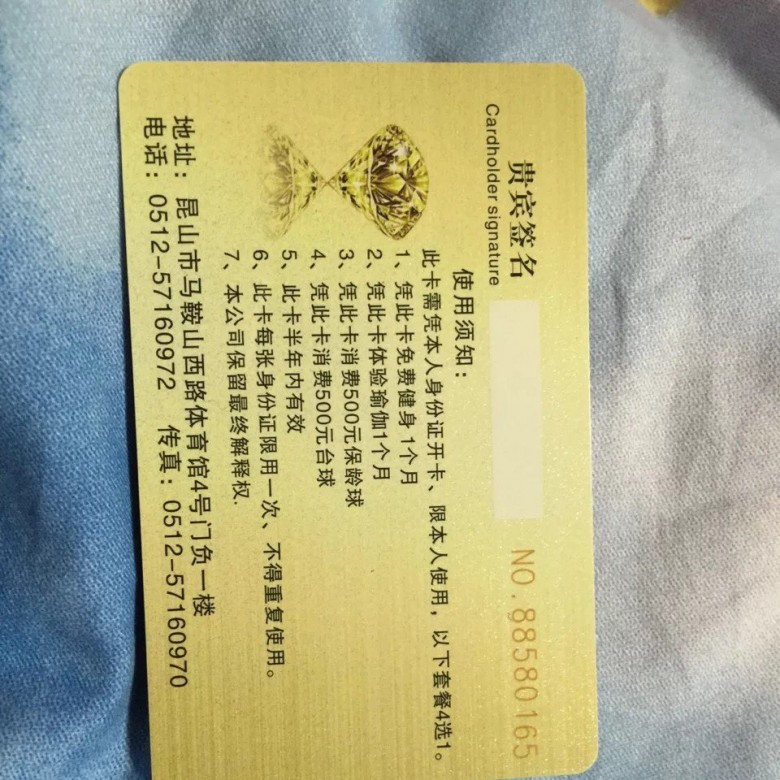 贵宾签名
Cardholder signature
NO.88580165
使用须知：
此卡需凭本人身份证开卡、限本人使用，以下套餐4选1。
1、凭此卡免费健身1个月
2、凭此卡体验瑜伽1个月
3、凭此卡消费500元保龄球
4、凭此卡消费500元台球
5、此卡半年内有效
6、此卡每张身份证限用一次、不得重复使用。
7、本公司保留最终解释权.
地址：昆山市马鞍山西路体育馆4号门负一楼
电话：0512-57160972 传真：0512-57160970